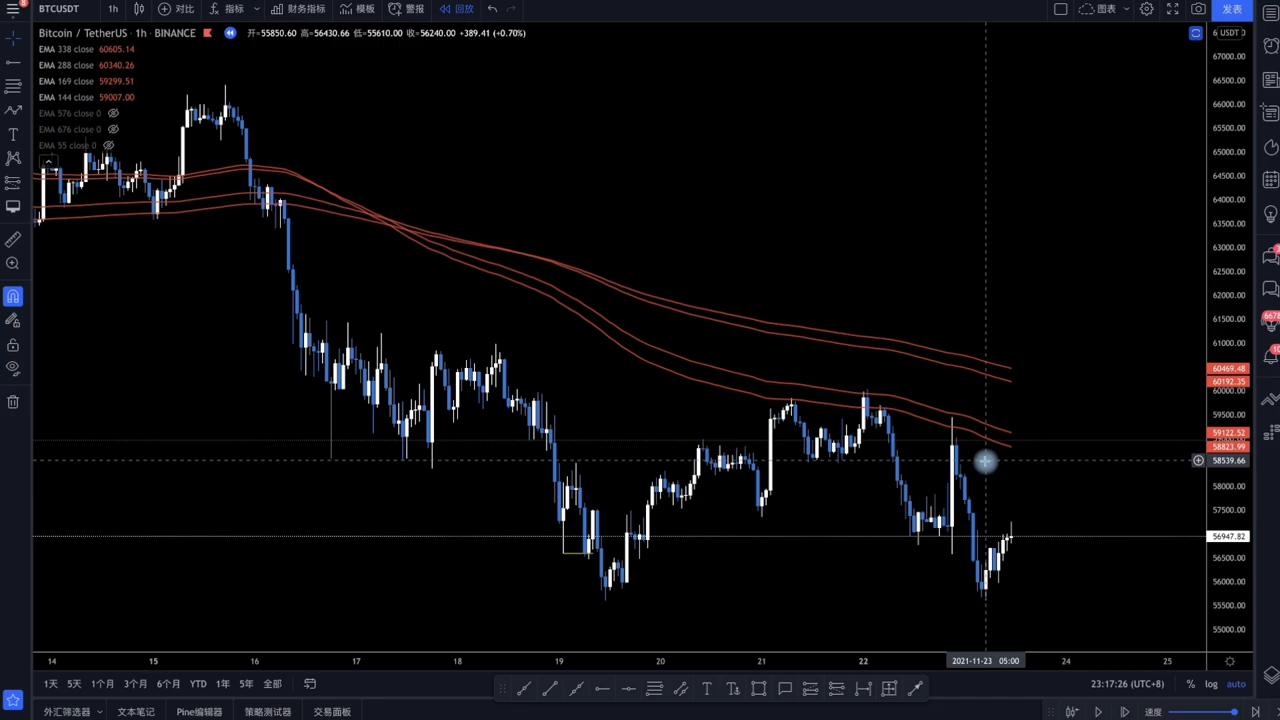 8
BTCUSDT 1h 对比 指标 财务指标 模板 警报 回放 图表 发表
Bitcoin / TetherUS · 1h · BINANCE 开=55850.60 高=56430.66 低=55610.00 收=56240.00 +389.41 (+0.70%)
USDT
EMA 338 close 60605.14
EMA 288 close 60340.26
EMA 169 close 59299.51
EMA 144 close 59007.00
EMA 576 close 0
EMA 676 close 0
EMA 55 close 0
67000.00
66500.00
66000.00
65500.00
65000.00
64500.00
64000.00
63500.00
63000.00
62500.00
62000.00
61500.00
61000.00
60469.48
60192.35
60000.00
59500.00
59122.52
58823.99
58539.66
58000.00
57500.00
56947.82
56500.00
56000.00
55500.00
55000.00
6678
14 15 16 17 18 19 20 21 22 2021-11-23 05:00 24 25
1天 5天 1个月 3个月 6个月 YTD 1年 5年 全部 23:17:26 (UTC+8) % log auto
外汇筛选器 文本笔记 Pine编辑器 策略测试器 交易面板 速度